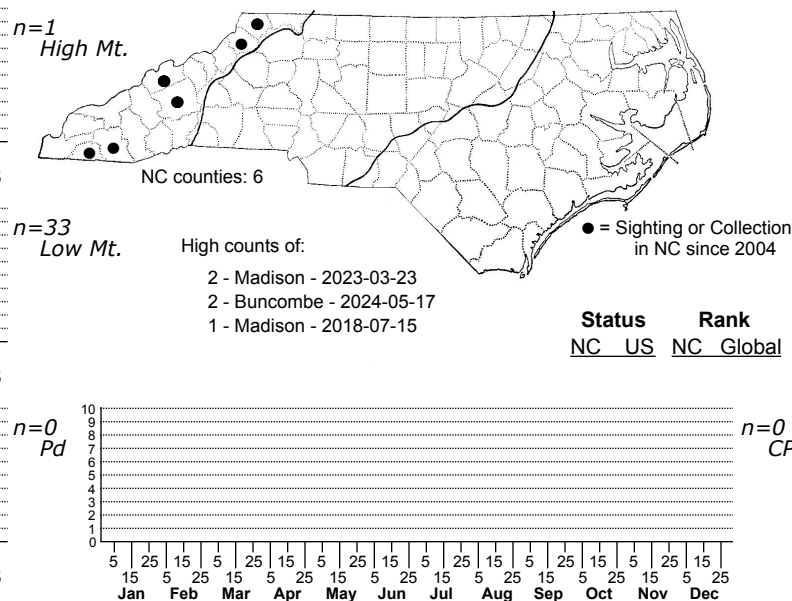 n=1
High Mt.
NC counties: 6
n=33
Low Mt.
High counts of:
2 - Madison - 2023-03-23
2 - Buncombe - 2024-05-17
1 - Madison - 2018-07-15
● = Sighting or Collection
in NC since 2004
Status Rank
NC US NC Global
n=0
Pd
n=0
CP
10
9
8
7
6
5
4
3
2
1
0
5 25 15 5 25 15 5 25 15 5 25 15 5 25 15 5 25 15
15 5 25 15 5 25 15 5 25 15 5 25 15 5 25 15 5 25
Jan Feb Mar Apr May Jun Jul Aug Sep Oct Nov Dec